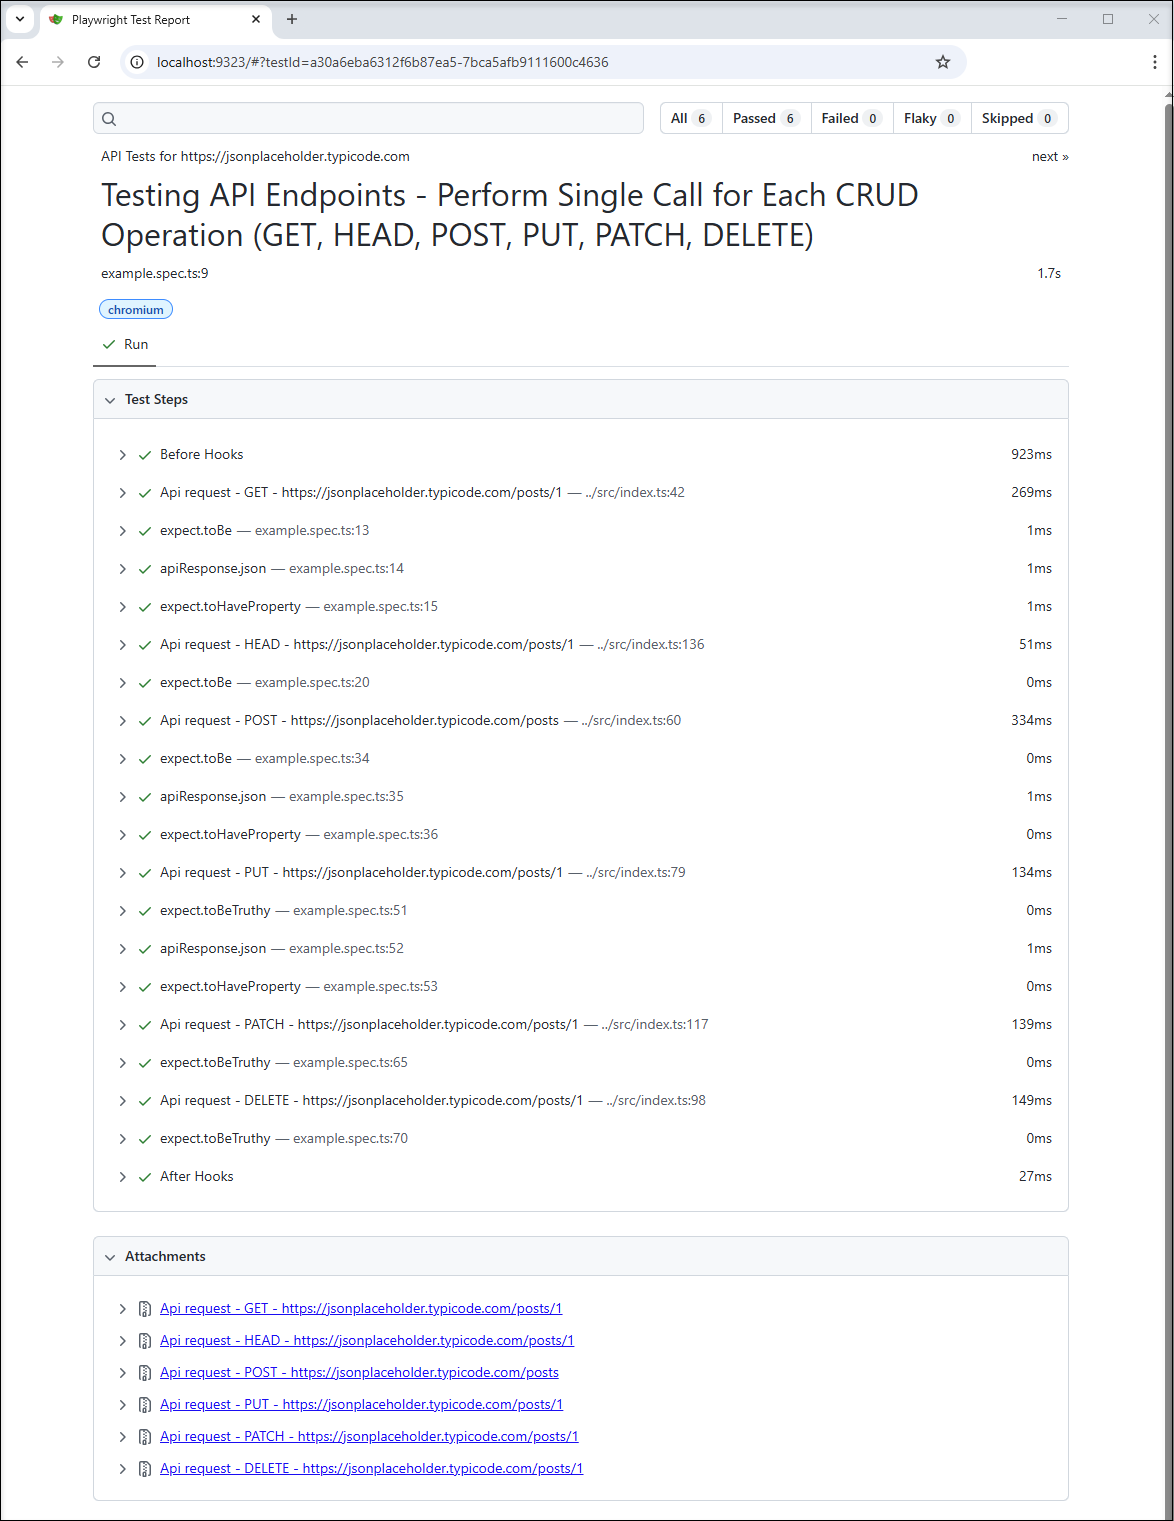 Playwright Test Report
localhost:9323/#?testId=a30a6eba6312f6b87ea5-7bca5afb9111600c4636
All 6 Passed 6 Failed 0 Flaky 0 Skipped 0
API Tests for https://jsonplaceholder.typicode.com next »
Testing API Endpoints - Perform Single Call for Each CRUD
Operation (GET, HEAD, POST, PUT, PATCH, DELETE)
example.spec.ts:9 1.7s
chromium
Run
Test Steps
Before Hooks 923ms
Api request - GET - https://jsonplaceholder.typicode.com/posts/1 — ../src/index.ts:42 269ms
expect.toBe — example.spec.ts:13 1ms
apiResponse.json — example.spec.ts:14 1ms
expect.toHaveProperty — example.spec.ts:15 1ms
Api request - HEAD - https://jsonplaceholder.typicode.com/posts/1 — ../src/index.ts:136 51ms
expect.toBe — example.spec.ts:20 0ms
Api request - POST - https://jsonplaceholder.typicode.com/posts — ../src/index.ts:60 334ms
expect.toBe — example.spec.ts:34 0ms
apiResponse.json — example.spec.ts:35 1ms
expect.toHaveProperty — example.spec.ts:36 0ms
Api request - PUT - https://jsonplaceholder.typicode.com/posts/1 — ../src/index.ts:79 134ms
expect.toBeTruthy — example.spec.ts:51 0ms
apiResponse.json — example.spec.ts:52 1ms
expect.toHaveProperty — example.spec.ts:53 0ms
Api request - PATCH - https://jsonplaceholder.typicode.com/posts/1 — ../src/index.ts:117 139ms
expect.toBeTruthy — example.spec.ts:65 0ms
Api request - DELETE - https://jsonplaceholder.typicode.com/posts/1 — ../src/index.ts:98 149ms
expect.toBeTruthy — example.spec.ts:70 0ms
After Hooks 27ms
Attachments
Api request - GET - https://jsonplaceholder.typicode.com/posts/1
Api request - HEAD - https://jsonplaceholder.typicode.com/posts/1
Api request - POST - https://jsonplaceholder.typicode.com/posts
Api request - PUT - https://jsonplaceholder.typicode.com/posts/1
Api request - PATCH - https://jsonplaceholder.typicode.com/posts/1
Api request - DELETE - https://jsonplaceholder.typicode.com/posts/1